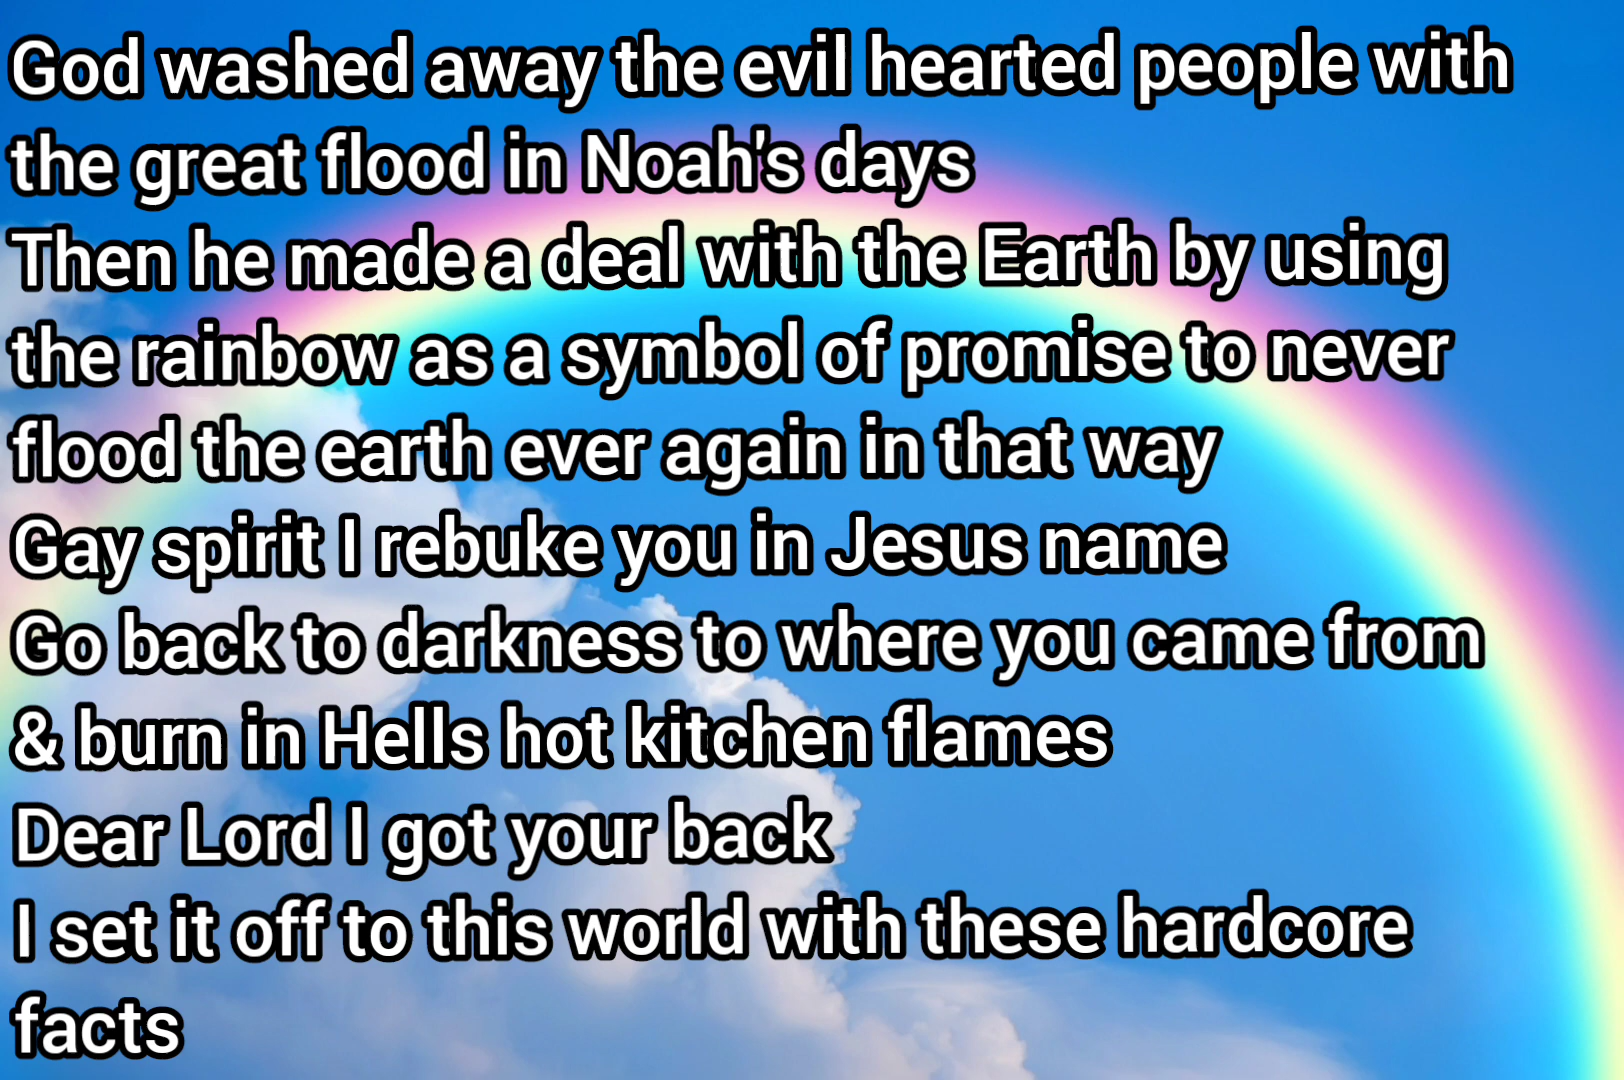 God washed away the evil hearted people with
the great flood in Noah's days
Then he made a deal with the Earth by using
the rainbow as a symbol of promise to never
flood the earth ever again in that way
Gay spirit I rebuke you in Jesus name
Go back to darkness to where you came from
& burn in Hells hot kitchen flames
Dear Lord I got your back
I set it off to this world with these hardcore
facts